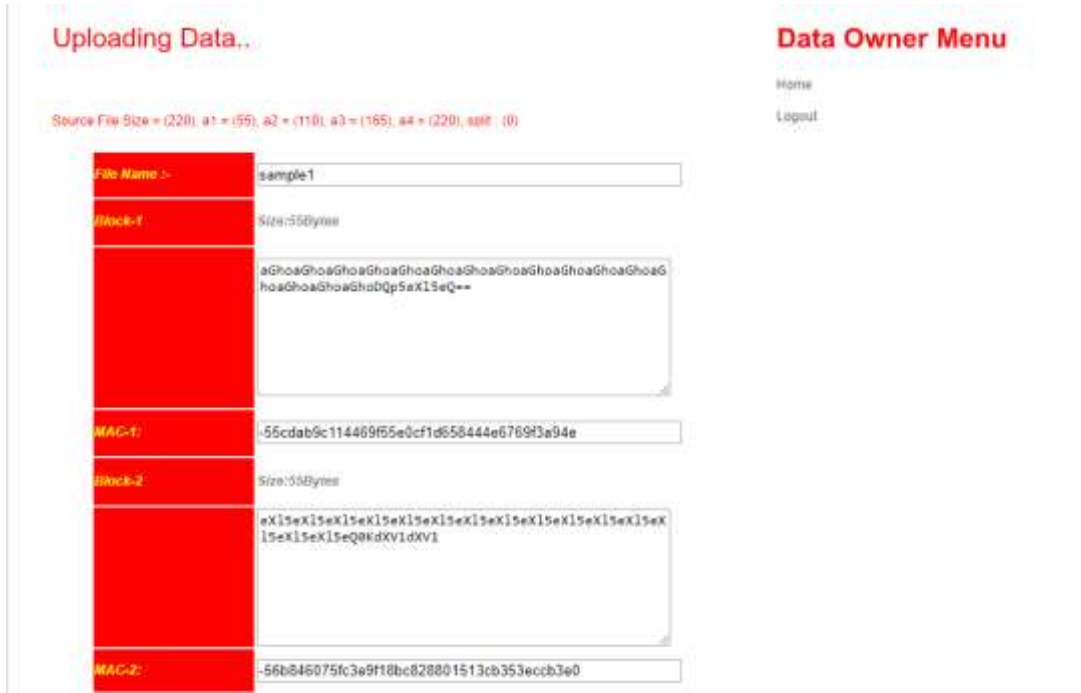 Uploading Data..
Data Owner Menu
Home
Logout
Source File Size = (220), a1 = (55), a2 = (110), a3 = (165), a4 = (220), split : (0)
File Name :- sample1
Block-1 Size:55Bytes
aGhoaGhoaGhoaGhoaGhoaGhoaGhoaGhoaGhoaGhoaGhoaGhoaG
hoaGhoaGhoaGhoDQp5eXl5eQ==
MAC-1: -55cdab9c114469f55e0cf1d658444e6769f3a94e
Block-2 Size:55Bytes
eXl5eXl5eXl5eXl5eXl5eXl5eXl5eXl5eXl5eXl5eXl5eXl5eX
l5eXl5eXl5eQ0KdXV1dXV1
MAC-2: -56b846075fc3e9f18bc828801513cb353eccb3e0